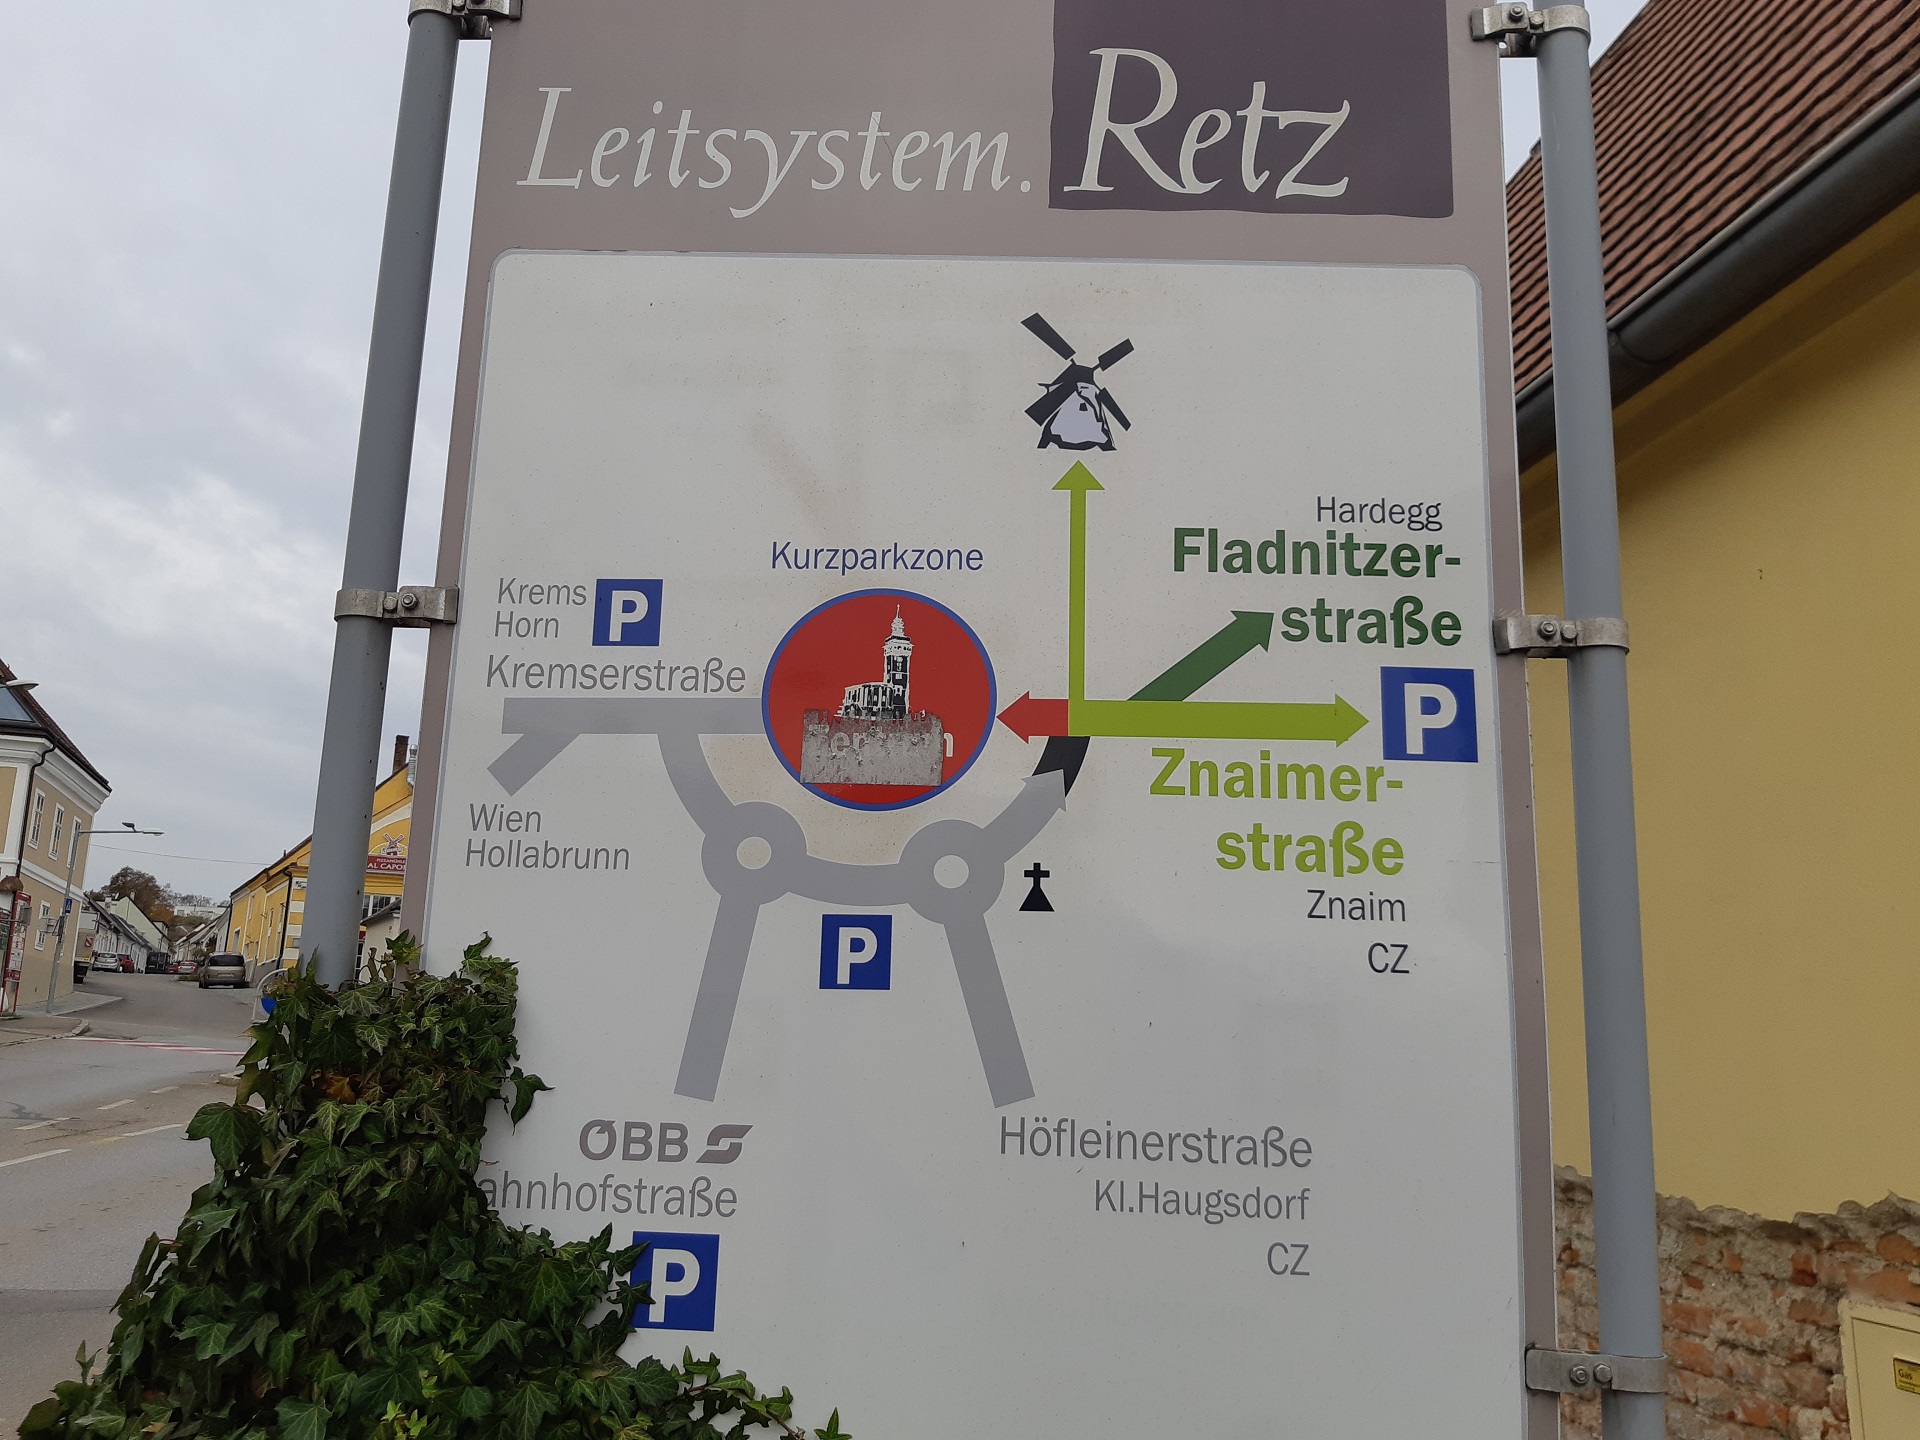 Leitsystem. Retz
Hardegg
Fladnitzer-
straße
Kurzparkzone
Krems
Horn
P
Kremserstraße
P
Znaimer-
straße
Znaim
CZ
Wien
Hollabrunn
P
ÖBB
ahnhofstraße
P
Höfleinerstraße
Kl.Haugsdorf
CZ
Gas